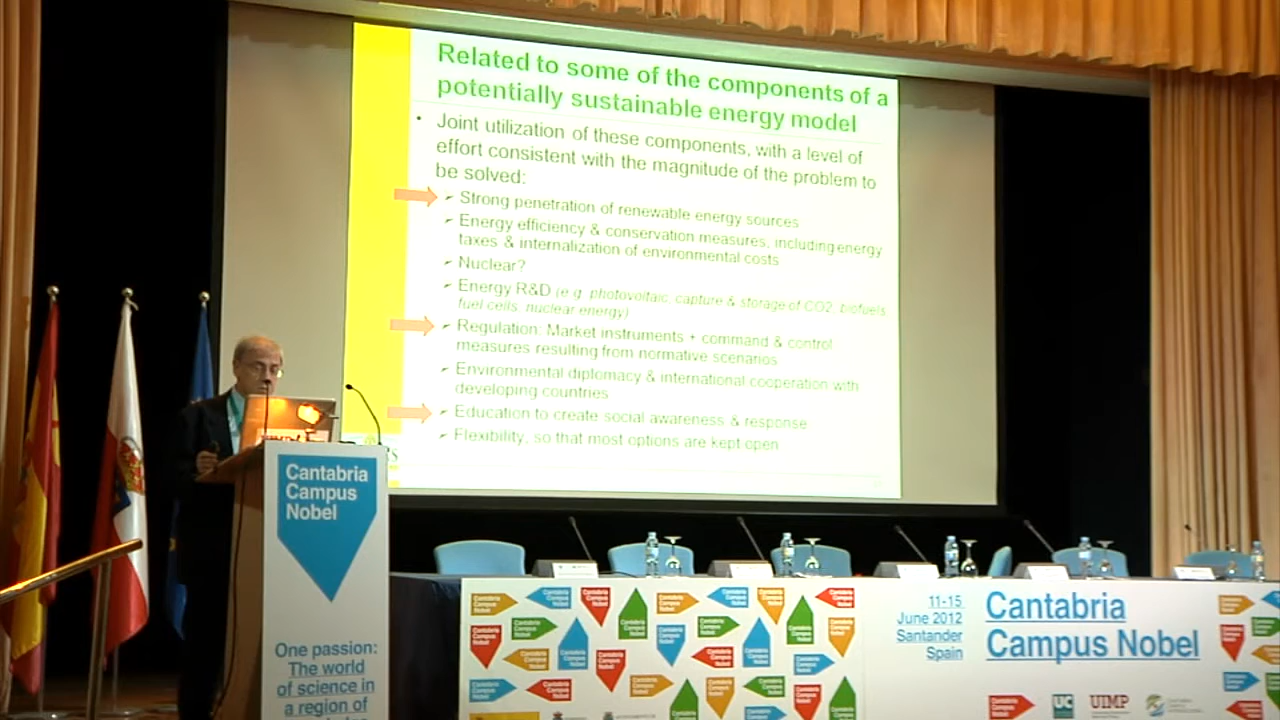 Related to some of the components of a
potentially sustainable energy model
• Joint utilization of these components, with a level of
effort consistent with the magnitude of the problem to
be solved:
Strong penetration of renewable energy sources
Energy efficiency & conservation measures, including energy
taxes & internalization of environmental costs
Nuclear?
Energy R&D (e.g. photovoltaic, capture & storage of CO2, biofuels
fuel cells, nuclear energy)
Regulation: Market instruments + command & control
measures resulting from normative scenarios
Environmental diplomacy & international cooperation with
developing countries
Education to create social awareness & response
Flexibility, so that most options are kept open
Cantabria
Campus
Nobel
One passion:
The world
of science in
a region of
11-15
June 2012
Santander
Spain
Cantabria
Campus Nobel
UC
UIMP